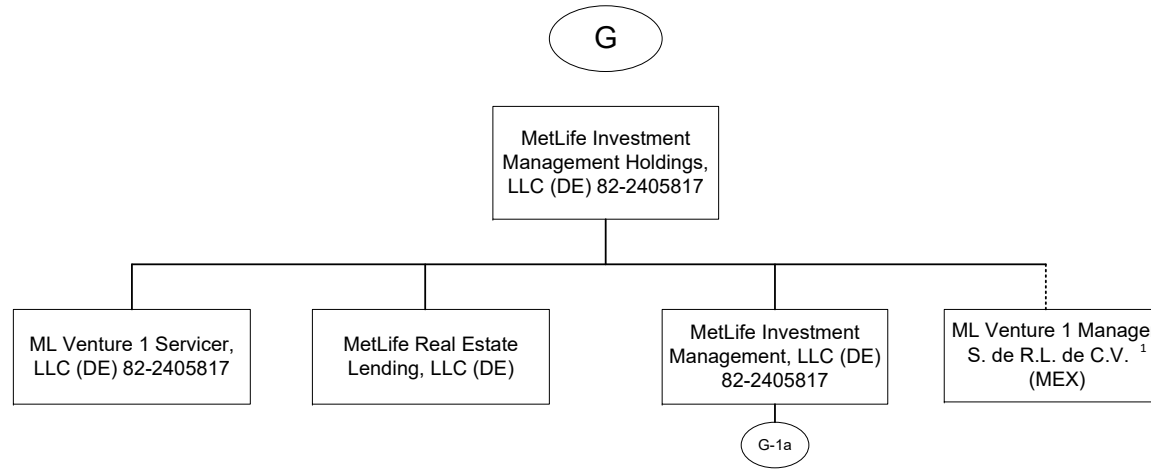 G
MetLife Investment
Management Holdings,
LLC (DE) 82-2405817
ML Venture 1 Servicer,
LLC (DE) 82-2405817
MetLife Real Estate
Lending, LLC (DE)
MetLife Investment
Management, LLC (DE)
82-2405817
ML Venture 1 Manage
S. de R.L. de C.V. 1
(MEX)
G-1a